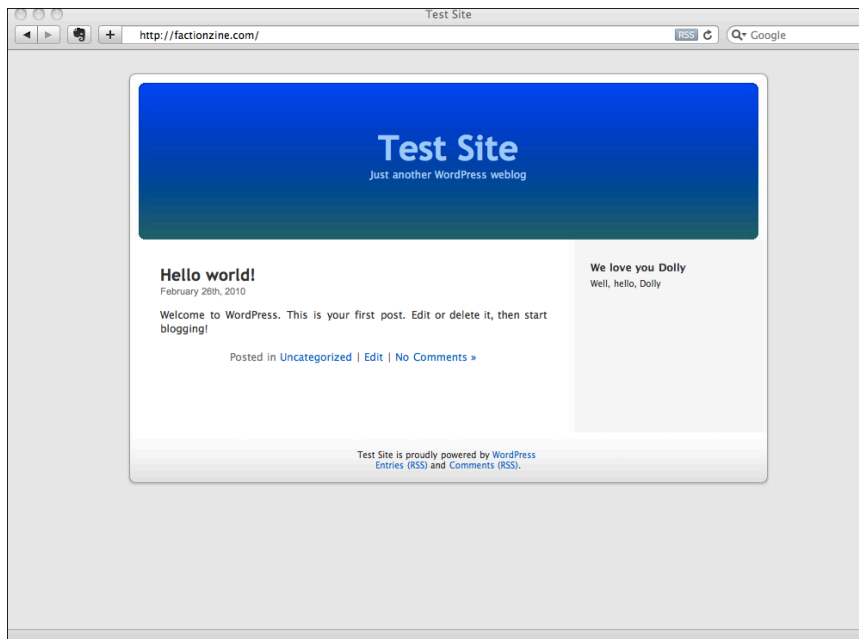 Test Site
http://factionzine.com/
RSS
Google
Test Site
Just another WordPress weblog
Hello world!
February 26th, 2010
Welcome to WordPress. This is your first post. Edit or delete it, then start
blogging!
Posted in Uncategorized | Edit | No Comments »
We love you Dolly
Well, hello, Dolly
Test Site is proudly powered by WordPress
Entries (RSS) and Comments (RSS).